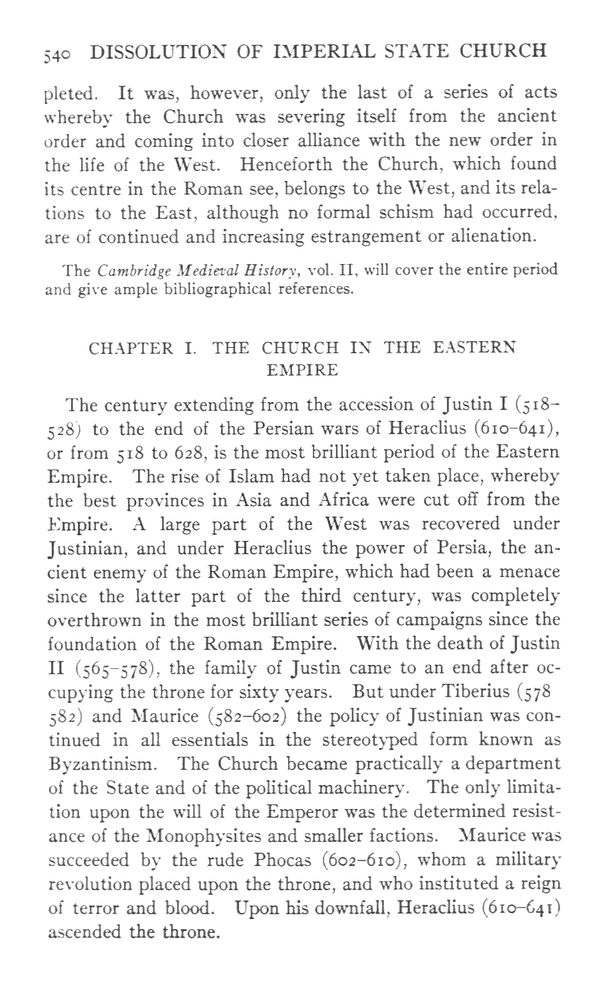 540 DISSOLUTION OF IMPERIAL STATE CHURCH
pleted. It was, however, only the last of a series of acts
whereby the Church was severing itself from the ancient
order and coming into closer alliance with the new order in
the life of the West. Henceforth the Church, which found
its centre in the Roman see, belongs to the West, and its rela-
tions to the East, although no formal schism had occurred,
are of continued and increasing estrangement or alienation.
The Cambridge Medieval History, vol. II, will cover the entire period
and give ample bibliographical references.
CHAPTER I. THE CHURCH IN THE EASTERN
EMPIRE
The century extending from the accession of Justin I (518–
528) to the end of the Persian wars of Heraclius (610–641),
or from 518 to 628, is the most brilliant period of the Eastern
Empire. The rise of Islam had not yet taken place, whereby
the best provinces in Asia and Africa were cut off from the
Empire. A large part of the West was recovered under
Justinian, and under Heraclius the power of Persia, the an-
cient enemy of the Roman Empire, which had been a menace
since the latter part of the third century, was completely
overthrown in the most brilliant series of campaigns since the
foundation of the Roman Empire. With the death of Justin
II (565–578), the family of Justin came to an end after oc-
cupying the throne for sixty years. But under Tiberius (578
582) and Maurice (582–602) the policy of Justinian was con-
tinued in all essentials in the stereotyped form known as
Byzantinism. The Church became practically a department
of the State and of the political machinery. The only limita-
tion upon the will of the Emperor was the determined resist-
ance of the Monophysites and smaller factions. Maurice was
succeeded by the rude Phocas (602–610), whom a military
revolution placed upon the throne, and who instituted a reign
of terror and blood. Upon his downfall, Heraclius (610–641)
ascended the throne.